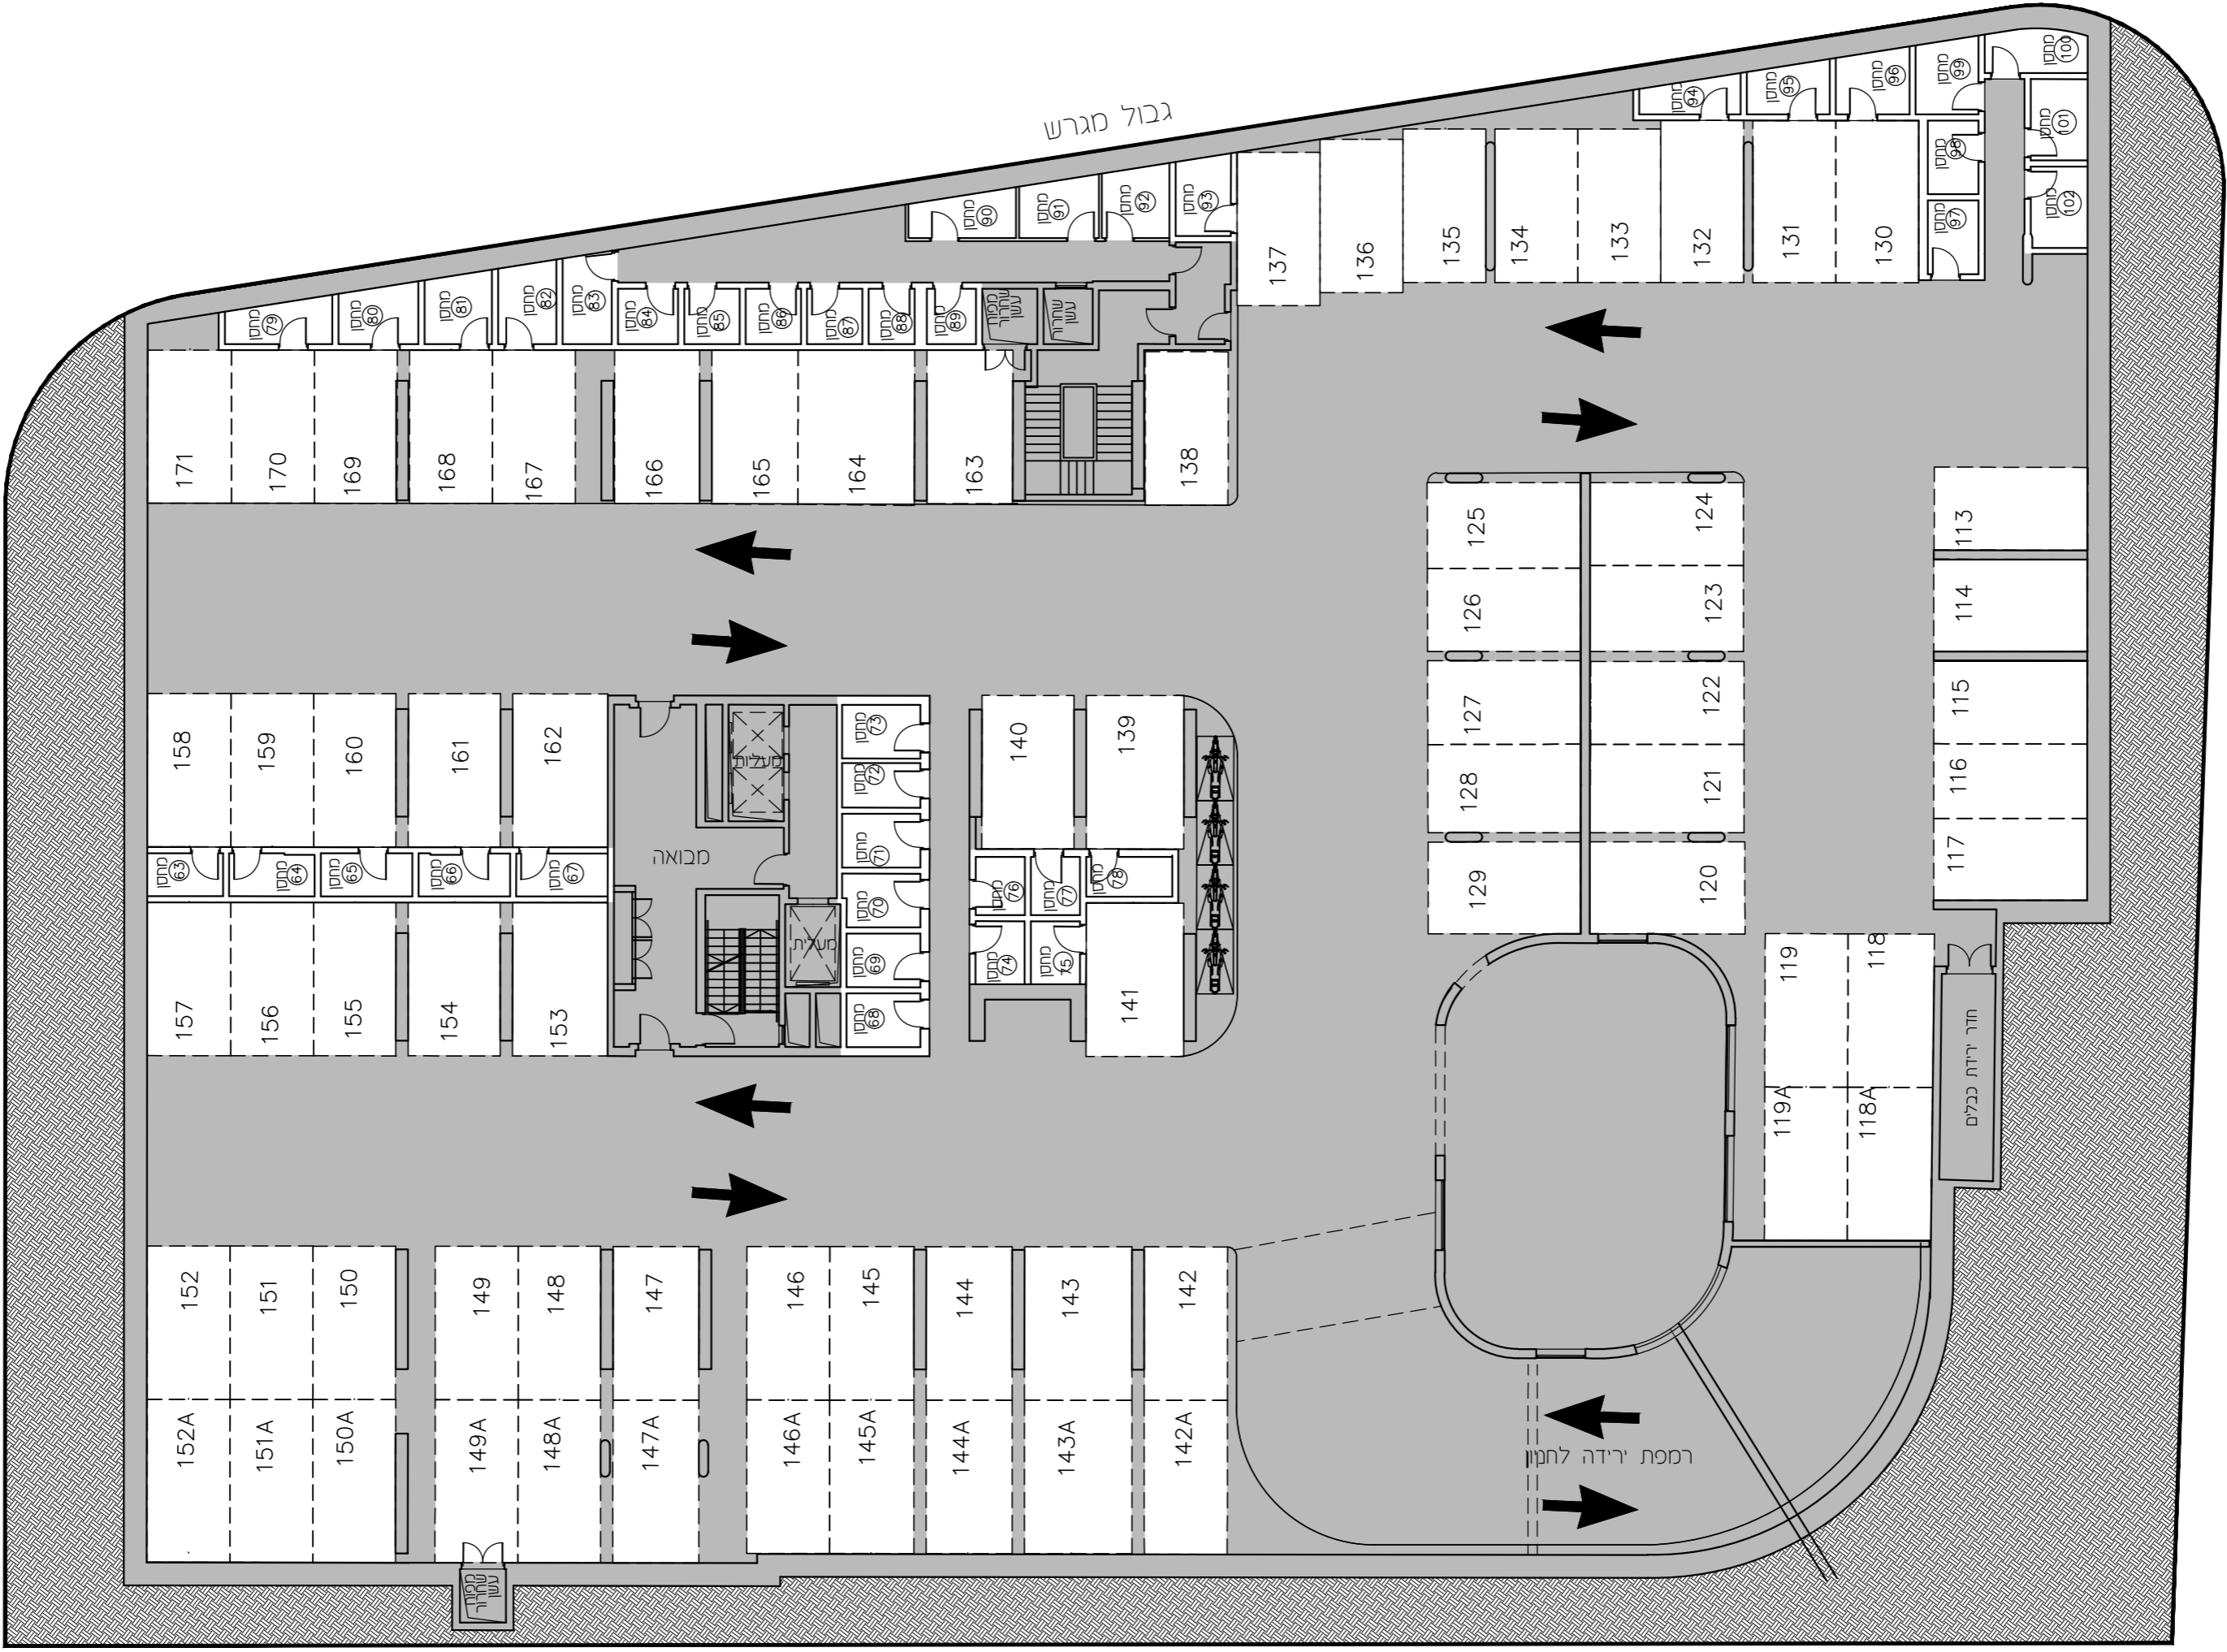 גבול מגרש
מחסן 100
מחסן 99
מחסן 96
מחסן 95
מחסן 94
מחסן 101
מחסן 98
מחסן 102
מחסן 97
מחסן 93
מחסן 92
מחסן 91
מחסן 90
137
136
135
134
133
132
131
130
מחסן 79
מחסן 80
מחסן 81
מחסן 82
מחסן 83
מחסן 84
מחסן 85
מחסן 86
מחסן 87
מחסן 88
מחסן 89
מפוח
שחרור
עשן
שחרור
עשן
171
170
169
168
167
166
165
164
163
138
125
124
113
126
123
114
127
122
115
128
121
116
129
120
117
158
159
160
161
162
מעליות
מחסן 73
מחסן 72
מחסן 71
מחסן 70
מחסן 69
מחסן 68
140
139
מבואה
מעלית
מחסן 63
מחסן 64
מחסן 65
מחסן 66
מחסן 67
מחסן 76
מחסן 77
מחסן 78
מחסן 74
מחסן 75
157
156
155
154
153
141
119
118
119A
118A
חדר ירידת כבלים
152
151
150
149
148
147
146
145
144
143
142
152A
151A
150A
149A
148A
147A
146A
145A
144A
143A
142A
רמפת ירידה לחניון
מפוח
שחרור
עשן